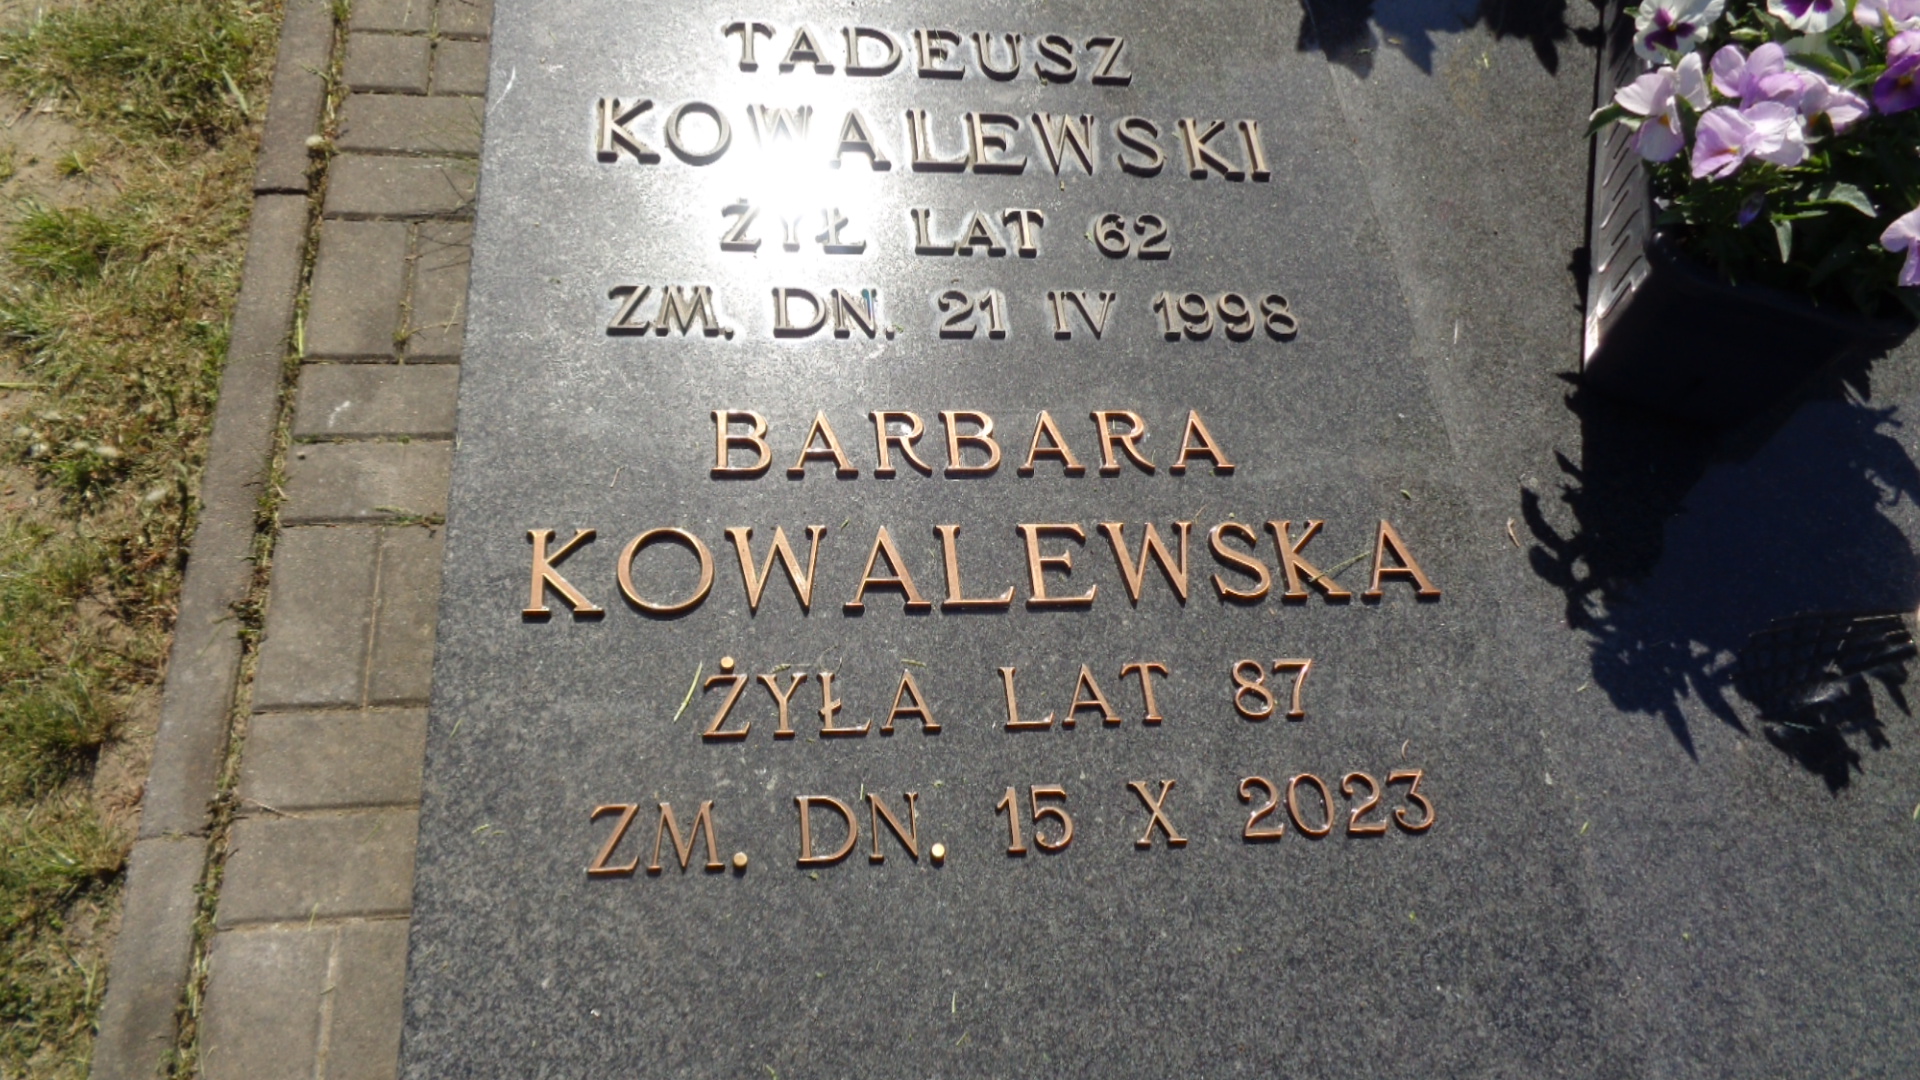 TADEUSZ
KOWALEWSKI
ŻYŁ LAT 62
ZM. DN. 21 IV 1998
BARBARA
KOWALEWSKA
ŻYŁA LAT 87
ZM. DN. 15 X 2023